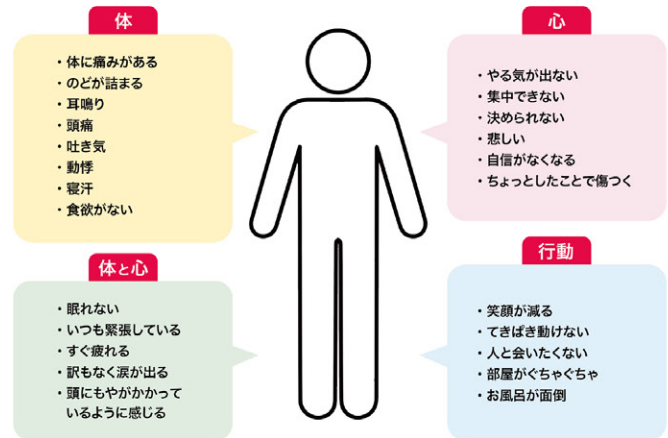 体
・体に痛みがある
・のどが詰まる
・耳鳴り
・頭痛
・吐き気
・動悸
・寝汗
・食欲がない
心
・やる気が出ない
・集中できない
・決められない
・悲しい
・自信がなくなる
・ちょっとしたことで傷つく
体と心
・眠れない
・いつも緊張している
・すぐ疲れる
・訳もなく涙が出る
・頭にもやがかかって
いるように感じる
行動
・笑顔が減る
・てきぱき動けない
・人と会いたくない
・部屋がぐちゃぐちゃ
・お風呂が面倒